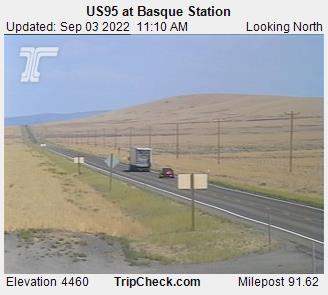 US95 at Basque Station
Updated: Sep 03 2022 11:10 AM Looking North
Elevation 4460 TripCheck.com Milepost 91.62